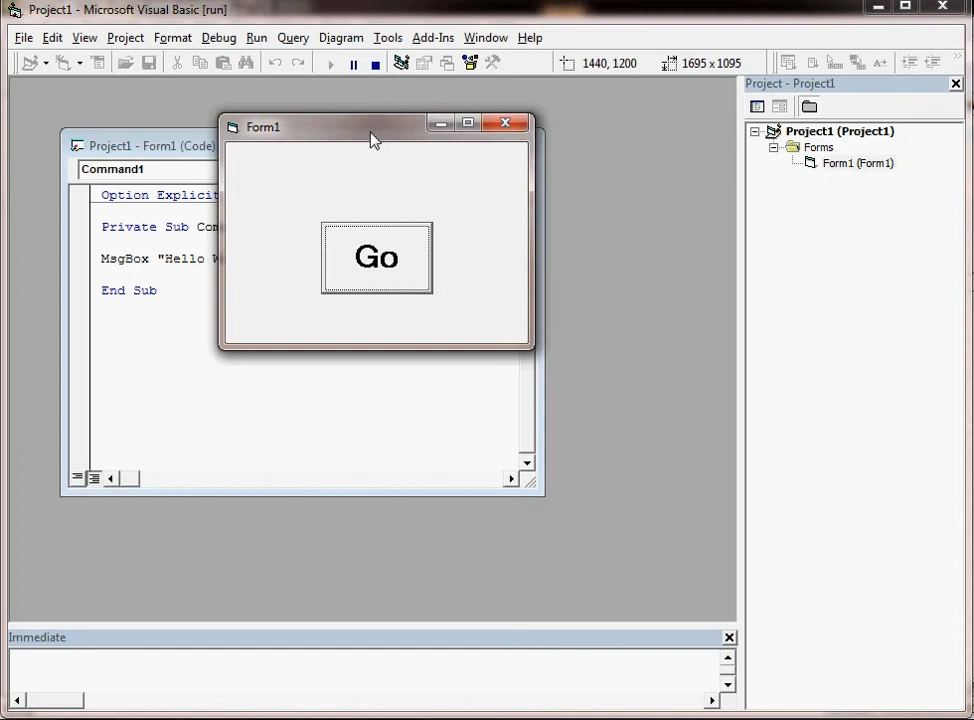 Project1 - Microsoft Visual Basic [run]
File Edit View Project Format Debug Run Query Diagram Tools Add-Ins Window Help
1440, 1200 1695 x 1095
Project - Project1
Project1 (Project1)
Forms
Form1 (Form1)
Project1 - Form1 (Code)
Command1
Option Explicit
Private Sub
MsgBox "Hello
End Sub
Form1
Go
Immediate